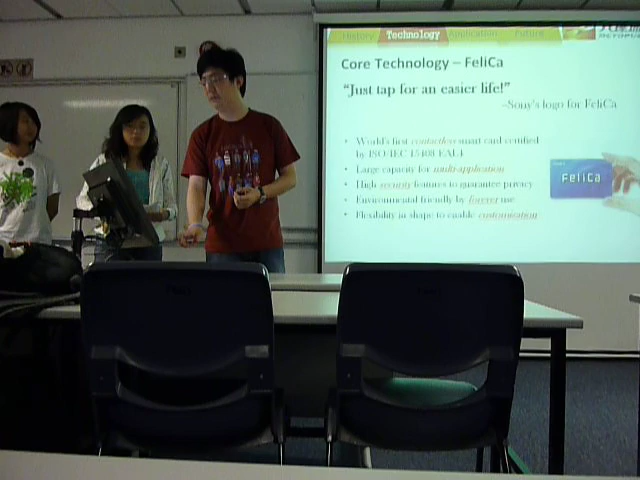 History Technology Application Future
Core Technology – FeliCa
“Just tap for an easier life!”
–Sony's logo for FeliCa
• World's first contactless smart card certified
by ISO/IEC 15408 EAL4
• Large capacity for multi-application
• High security features to guarantee privacy
• Environmental friendly by forever use
• Flexibility in shape to enable customisation
FeliCa